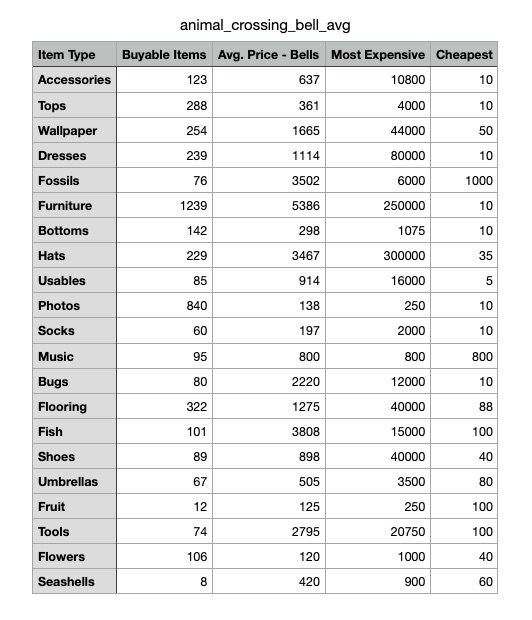 animal_crossing_bell_avg
Item Type Buyable Items Avg. Price - Bells Most Expensive Cheapest
Accessories 123 637 10800 10
Tops 288 361 4000 10
Wallpaper 254 1665 44000 50
Dresses 239 1114 80000 10
Fossils 76 3502 6000 1000
Furniture 1239 5386 250000 10
Bottoms 142 298 1075 10
Hats 229 3467 300000 35
Usables 85 914 16000 5
Photos 840 138 250 10
Socks 60 197 2000 10
Music 95 800 800 800
Bugs 80 2220 12000 10
Flooring 322 1275 40000 88
Fish 101 3808 15000 100
Shoes 89 898 40000 40
Umbrellas 67 505 3500 80
Fruit 12 125 250 100
Tools 74 2795 20750 100
Flowers 106 120 1000 40
Seashells 8 420 900 60